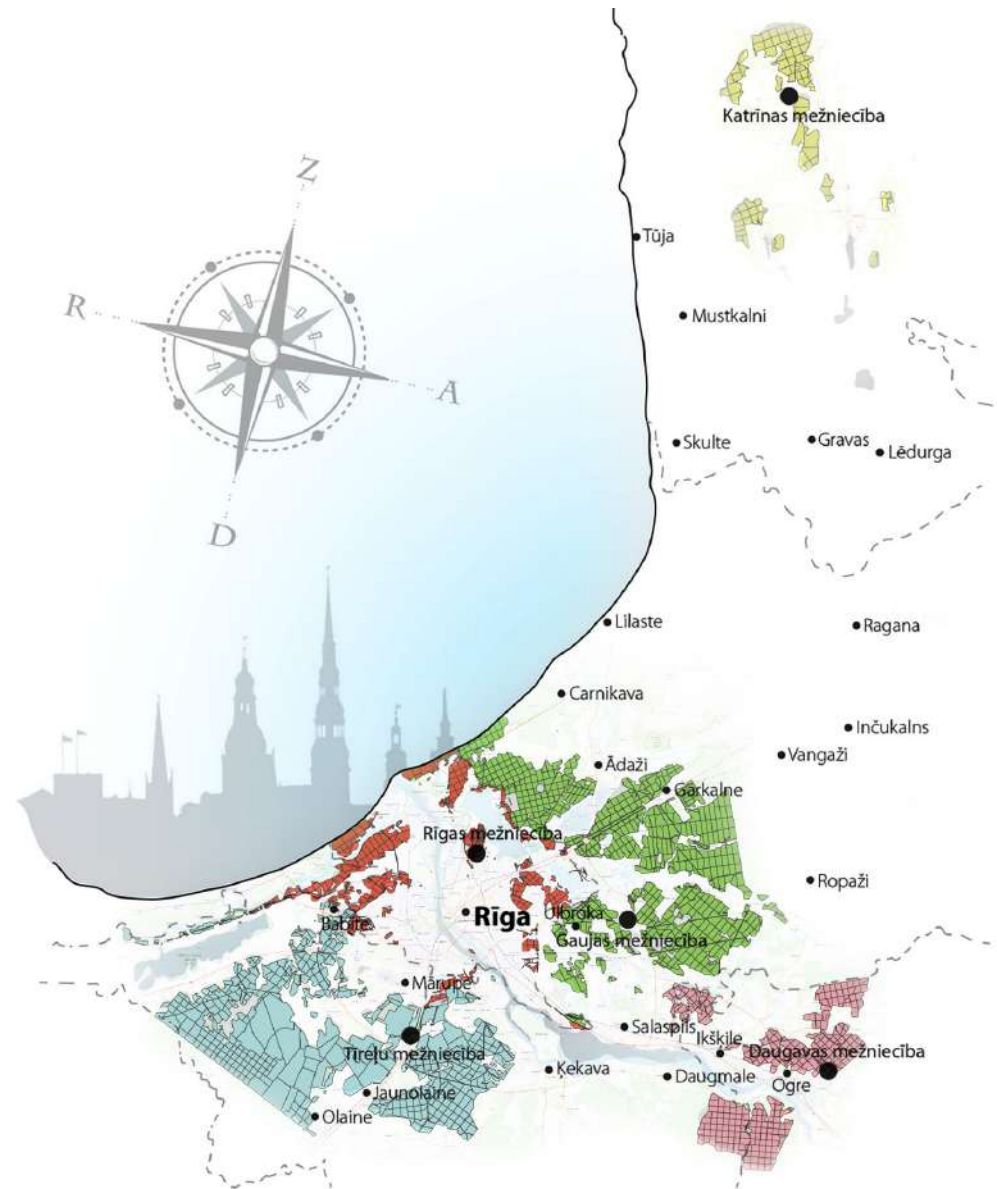 Katrīnas mežniecība
Z
Tūja
R
Mustkalni
A
Skulte
Gravas
Lēdurga
D
Lilaste
Ragana
Carnikava
Inčukalns
Vangaži
Ādaži
Garkalne
Rīgas mežniecība
Ropaži
Rīga
Babīte
Ulbroka
Gaujas mežniecība
Mārupe
Salaspils
Ikšķile
Tīreļu mežniecība
Daugavas mežniecība
Ķekava
Daugmale
Ogre
Jaunolaine
Olaine